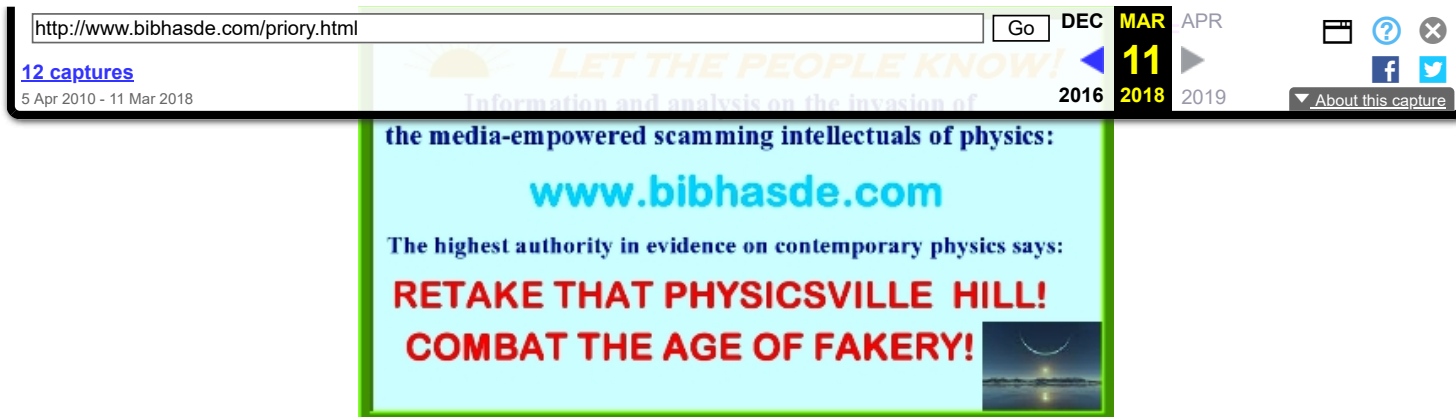 http://www.bibhasde.com/priory.html
Go
DEC MAR APR
12 captures
11
5 Apr 2010 - 11 Mar 2018
2016 2018 2019
▼ About this capture
LET THE PEOPLE KNOW!
Information and analysis on the invasion of
the media-empowered scamming intellectuals of physics:
www.bibhasde.com
The highest authority in evidence on contemporary physics says:
RETAKE THAT PHYSICSVILLE HILL!
COMBAT THE AGE OF FAKERY!